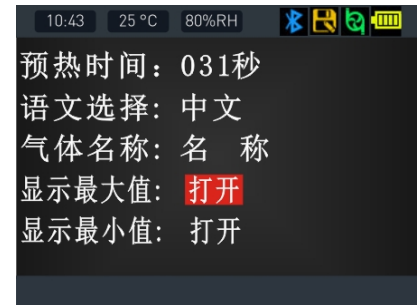 10:43 25°C 80%RH
预热时间：031秒
语文选择：中文
气体名称：名 称
显示最大值：打开
显示最小值：打开